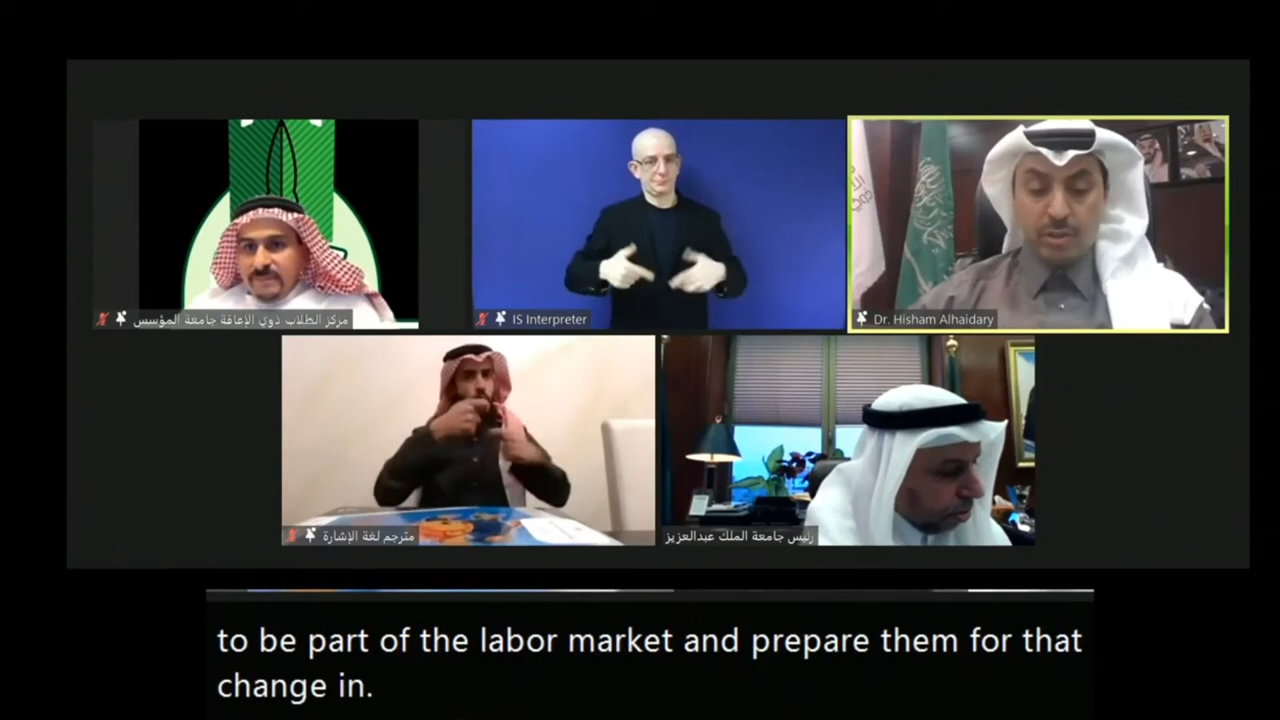 مركز الطلاب ذوي الإعاقة جامعة المؤسس
IS Interpreter
Dr. Hisham Alhaidary
مترجم لغة الإشارة
رئيس جامعة الملك عبدالعزيز
to be part of the labor market and prepare them for that
change in.